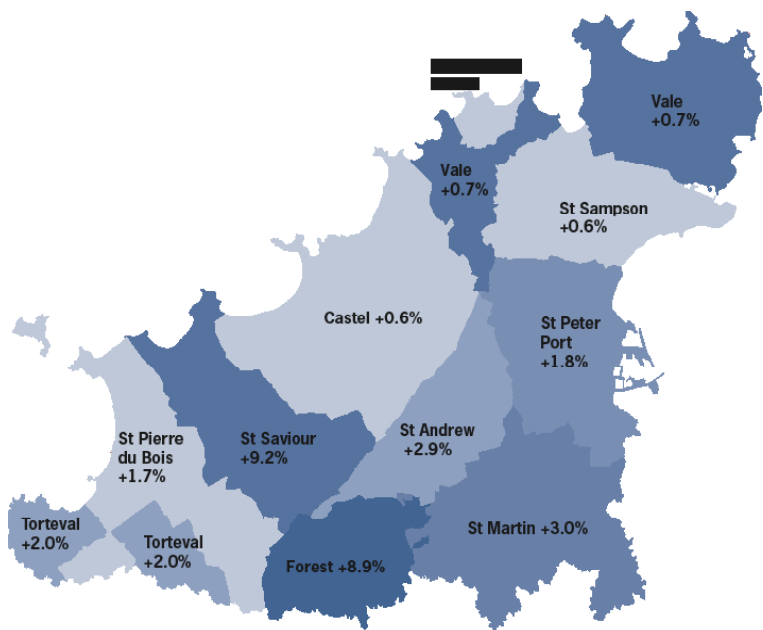 Vale
+0.7%
Vale
+0.7%
St Sampson
+0.6%
Castel +0.6%
St Peter
Port
+1.8%
St Andrew
+2.9%
St Pierre
du Bois
+1.7%
St Saviour
+9.2%
Torteval
+2.0%
Torteval
+2.0%
Forest +8.9%
St Martin +3.0%